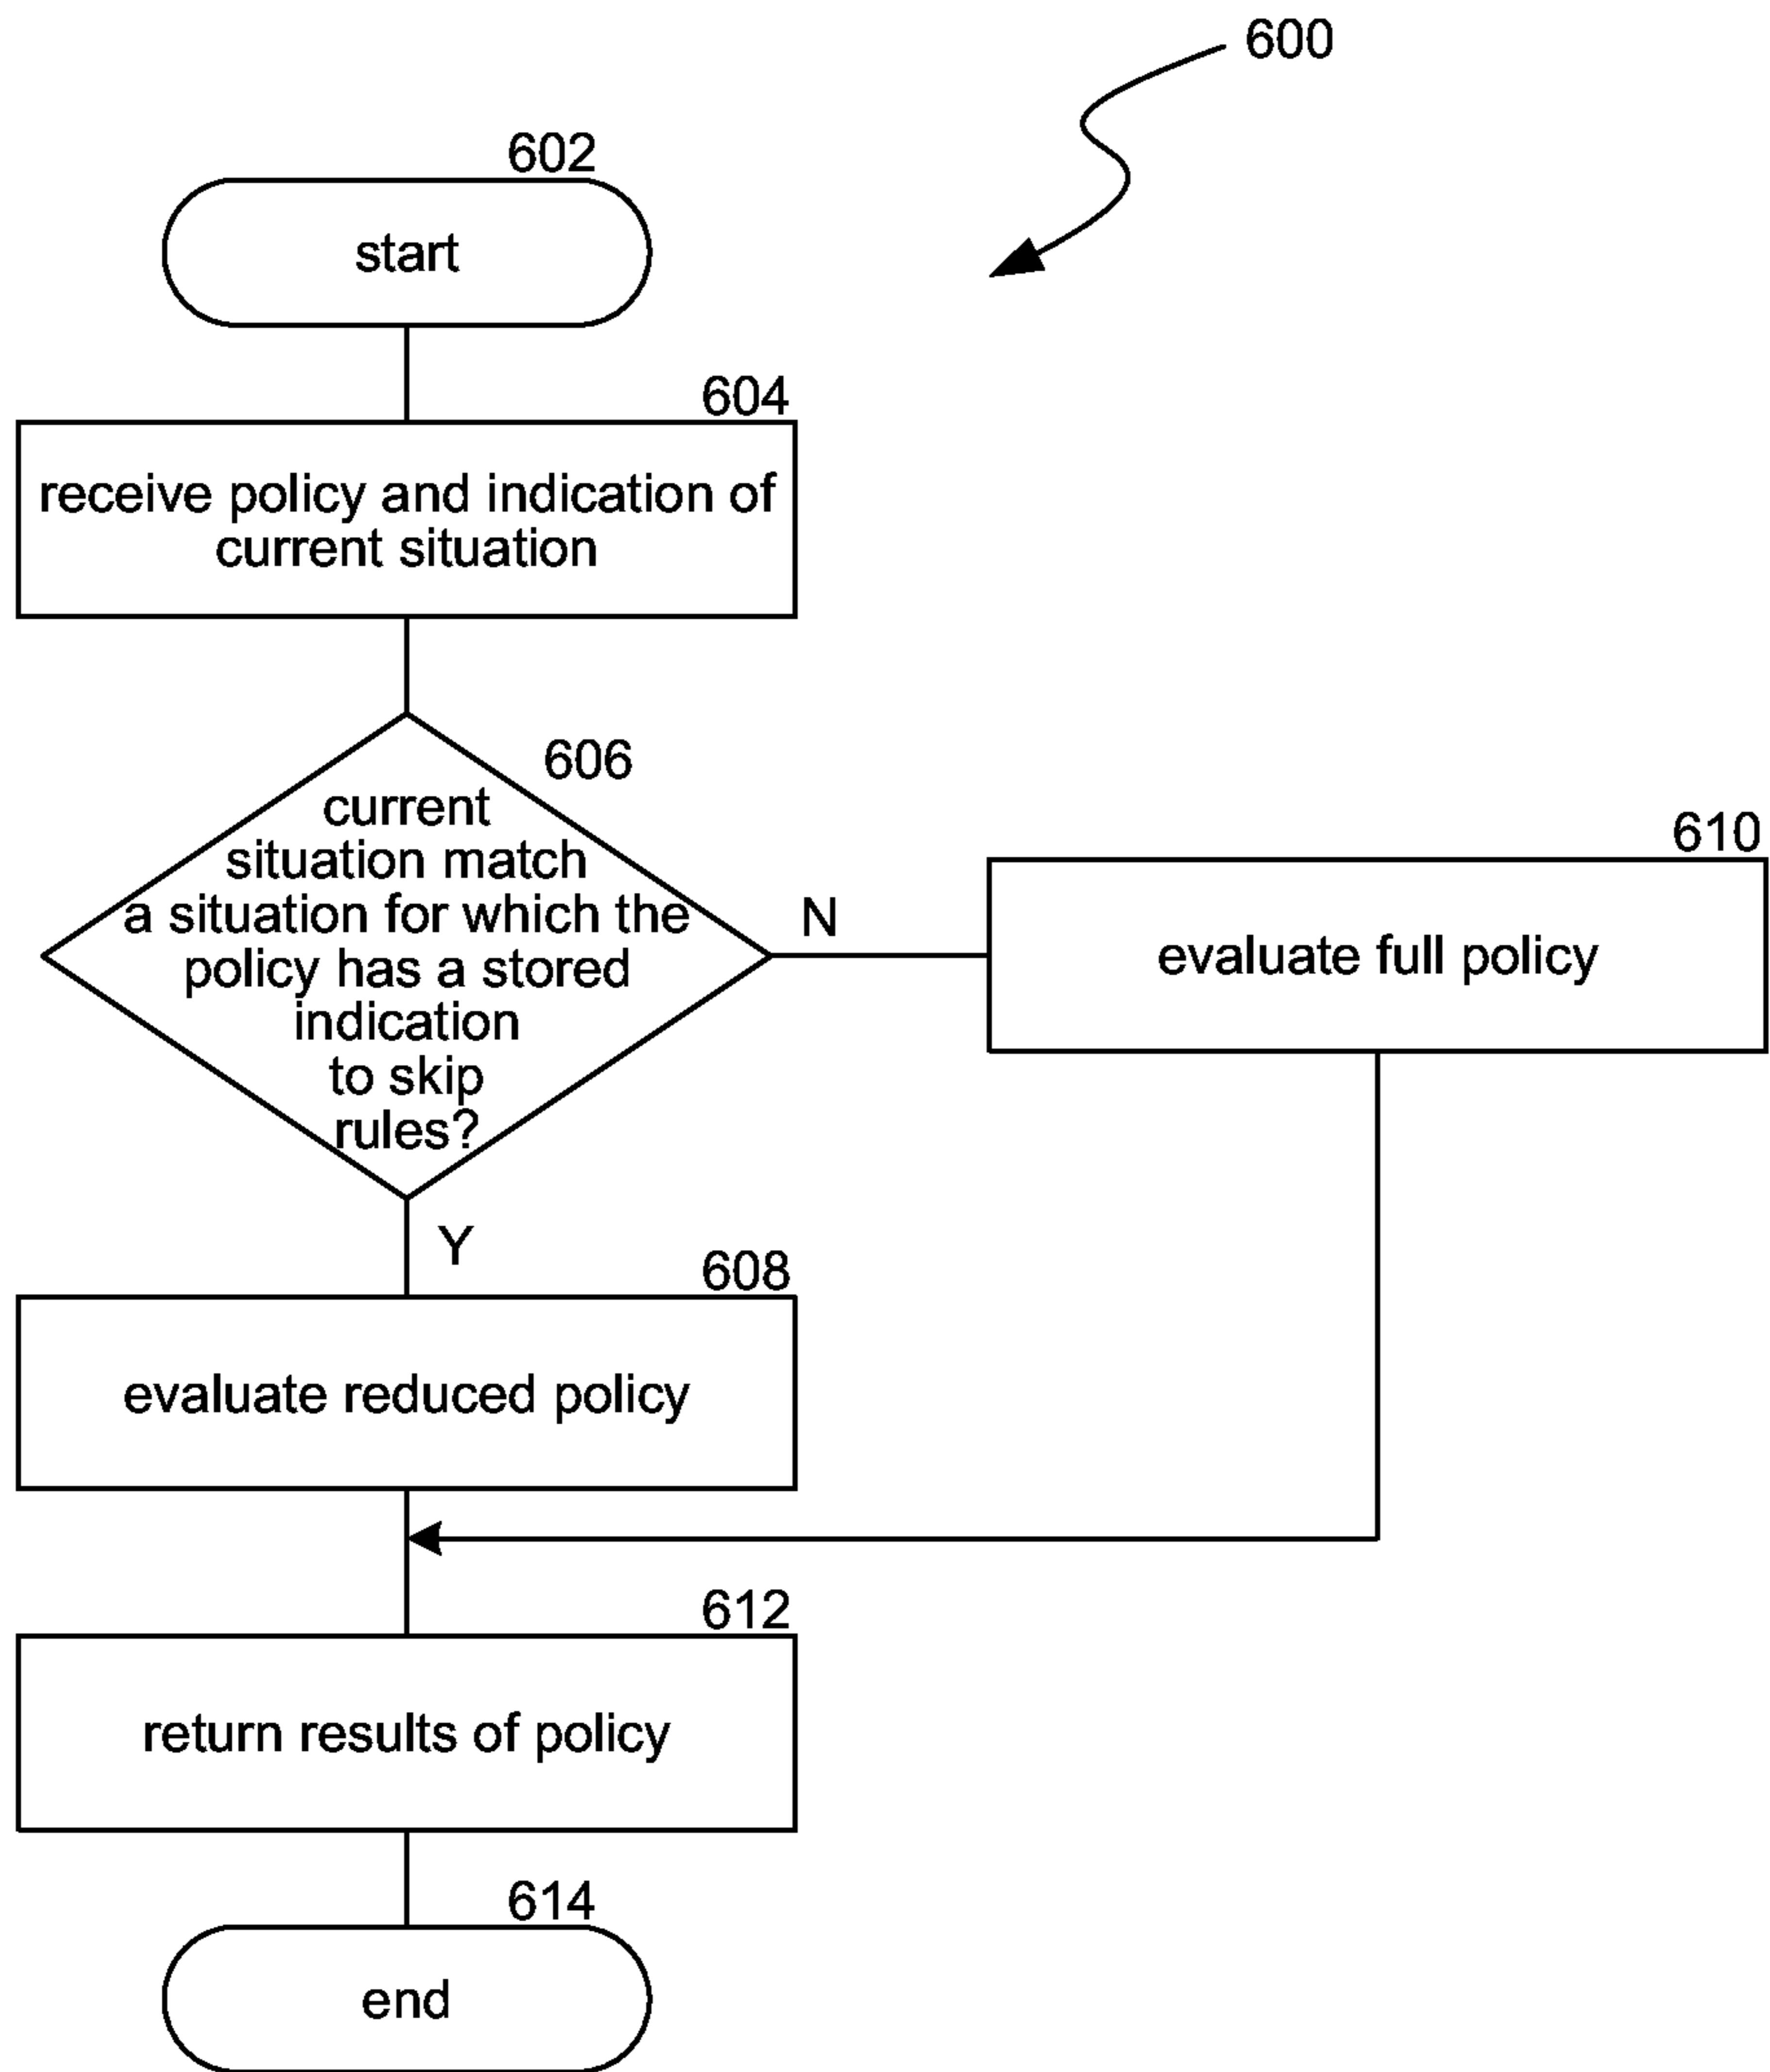 600
602
start
604
receive policy and indication of
current situation
606
current
situation match
a situation for which the
policy has a stored
indication
to skip
rules?
N
610
evaluate full policy
Y
608
evaluate reduced policy
612
return results of policy
614
end